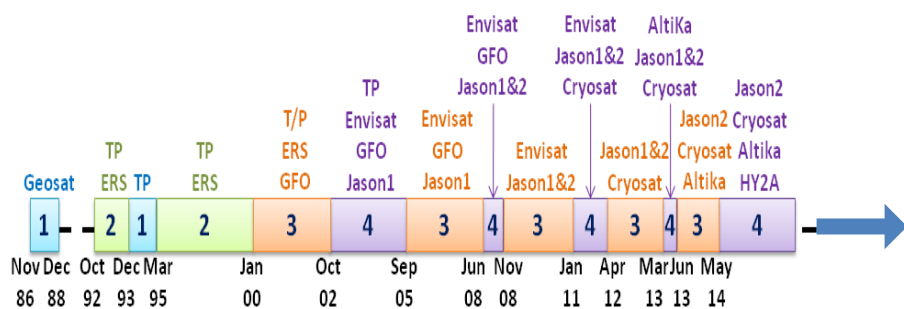 Envisat
GFO
Jason1&2
Envisat
Jason1&2
Cryosat
AltiKa
Jason1&2
Cryosat
Geosat
TP
ERS
TP
TP
ERS
T/P
ERS
GFO
TP
Envisat
GFO
Jason1
Envisat
GFO
Jason1
Envisat
Jason1&2
Jason1&2
Cryosat
Jason2
Cryosat
Altika
Jason2
Cryosat
Altika
HY2A
1 2 1 2 3 4 3 4 3 4 3 4 3 4
Nov Dec Oct Dec Mar Jan Oct Sep Jun Nov Jan Apr Mar Jun May
86 88 92 93 95 00 02 05 08 08 11 12 13 13 14